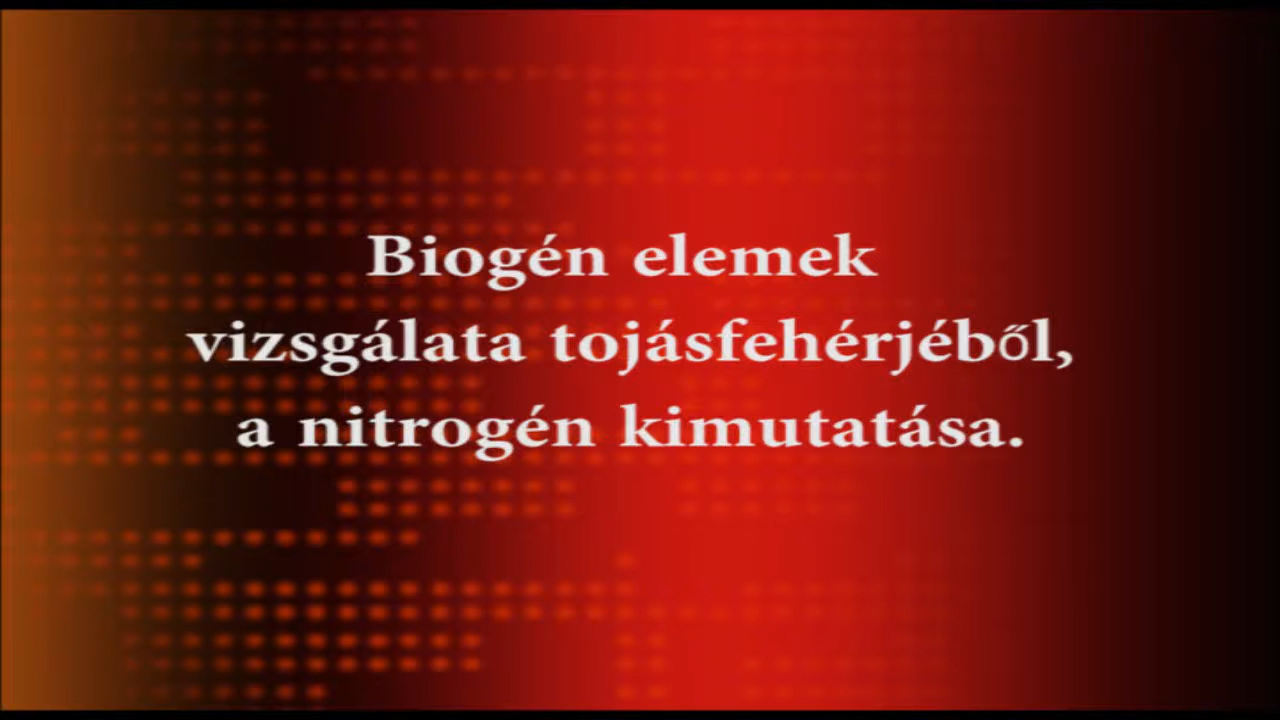 Biogén elemek
vizsgálata tojásfehérjéből,
a nitrogén kimutatása.